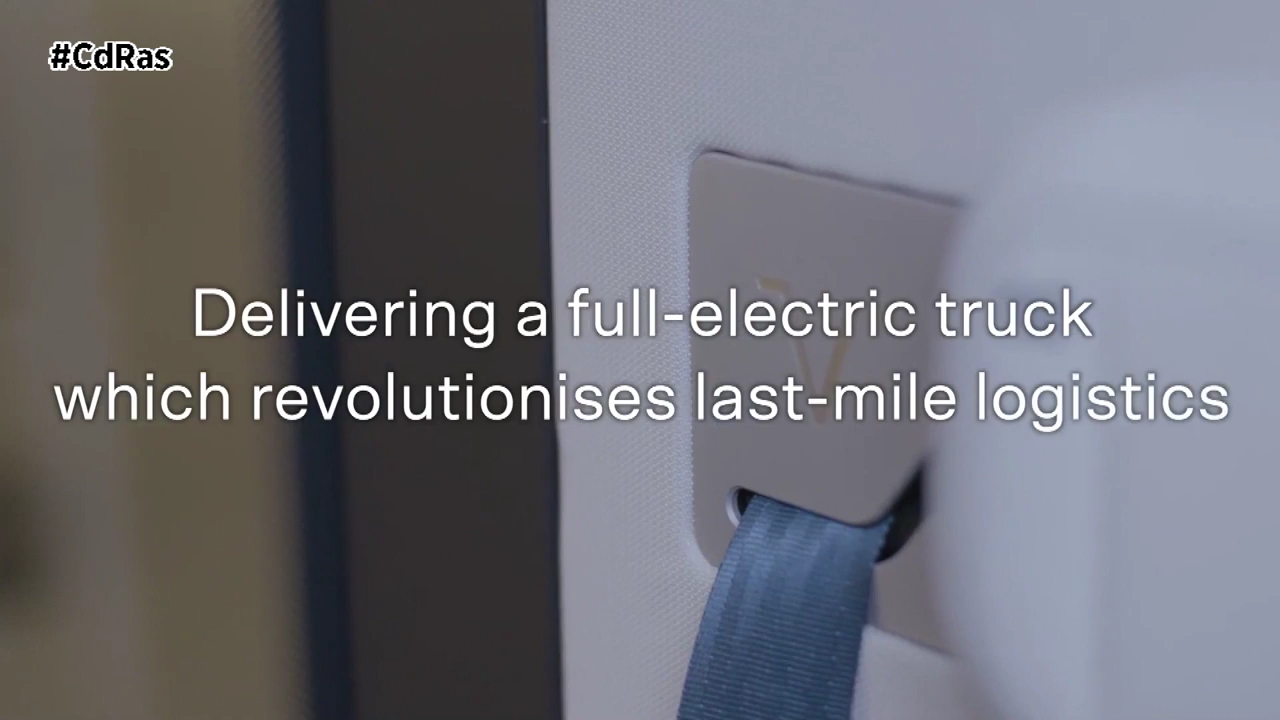 #CdRas
Delivering a full-electric truck
which revolutionises last-mile logistics